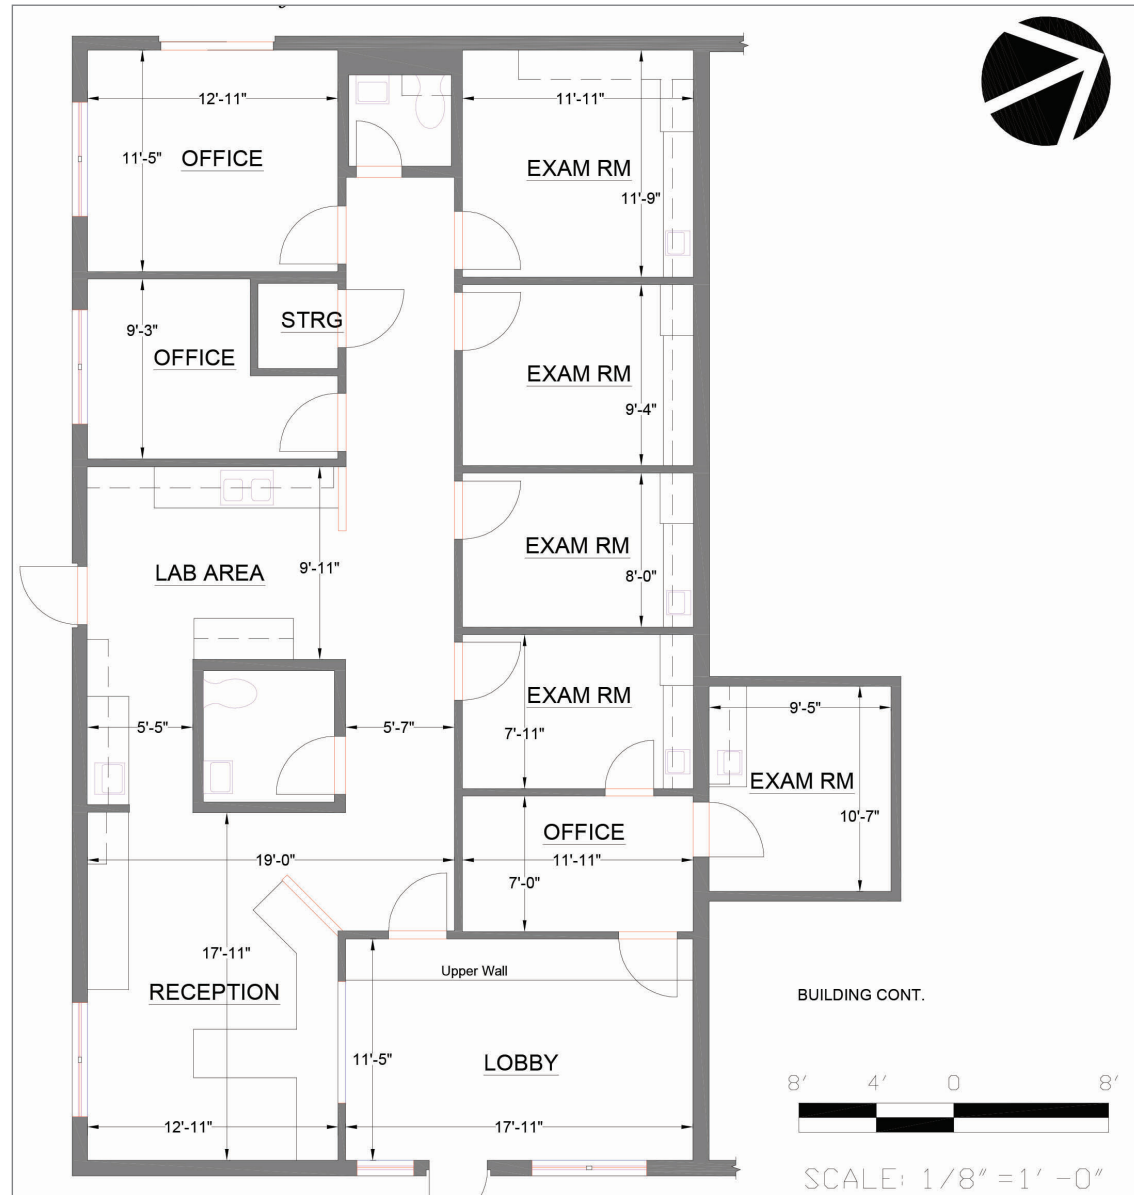 12'-11"
11'-11"
11'-5"
OFFICE
EXAM RM
11'-9"
9'-3"
STRG
OFFICE
EXAM RM
9'-4"
LAB AREA
9'-11"
EXAM RM
8'-0"
EXAM RM
5'-5"
5'-7"
7'-11"
9'-5"
EXAM RM
10'-7"
OFFICE
19'-0"
11'-11"
7'-0"
17'-11"
RECEPTION
Upper Wall
BUILDING CONT.
11'-5"
LOBBY
12'-11"
17'-11"
8' 4' 0 8'
SCALE: 1/8" =1' -0"